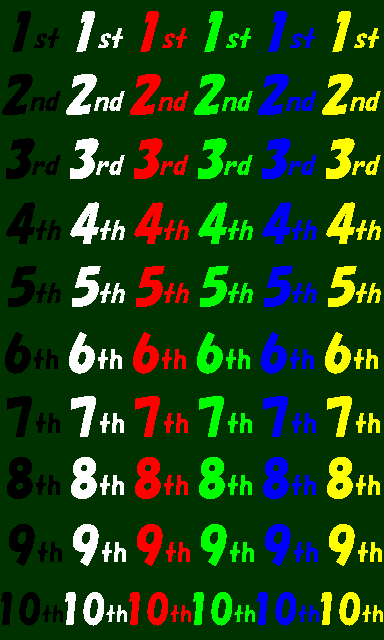 1st 1st 1st 1st 1st 1st
2nd 2nd 2nd 2nd 2nd 2nd
3rd 3rd 3rd 3rd 3rd 3rd
4th 4th 4th 4th 4th 4th
5th 5th 5th 5th 5th 5th
6th 6th 6th 6th 6th 6th
7th 7th 7th 7th 7th 7th
8th 8th 8th 8th 8th 8th
9th 9th 9th 9th 9th 9th
10th 10th 10th 10th 10th 10th